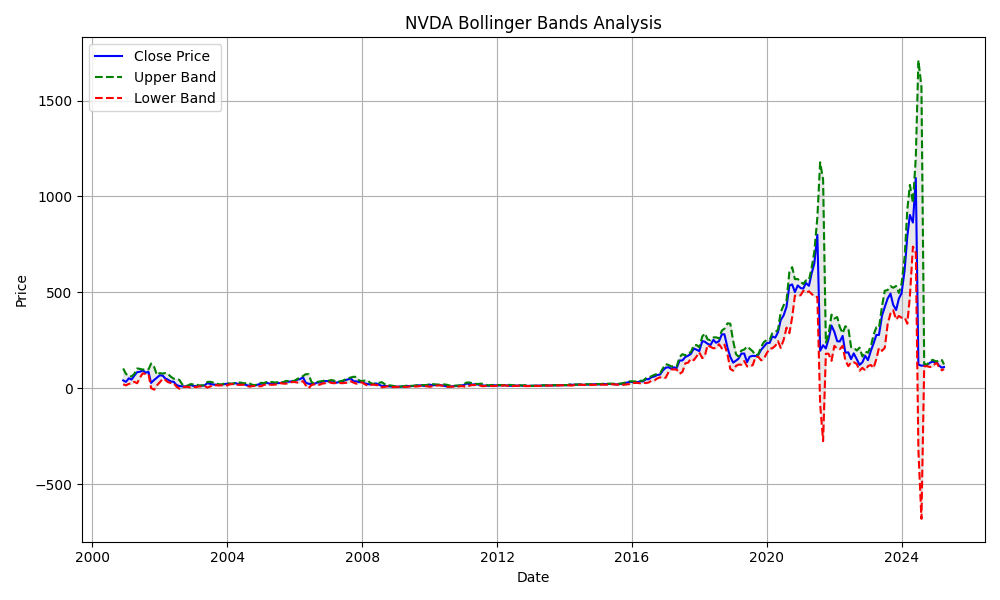 NVDA Bollinger Bands Analysis
Close Price
Upper Band
Lower Band
Price
1500
1000
500
0
−500
2000 2004 2008 2012 2016 2020 2024
Date